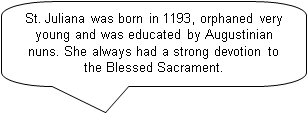 St. Juliana was born in 1193, orphaned very
young and was educated by Augustinian
nuns. She always had a strong devotion to
the Blessed Sacrament.